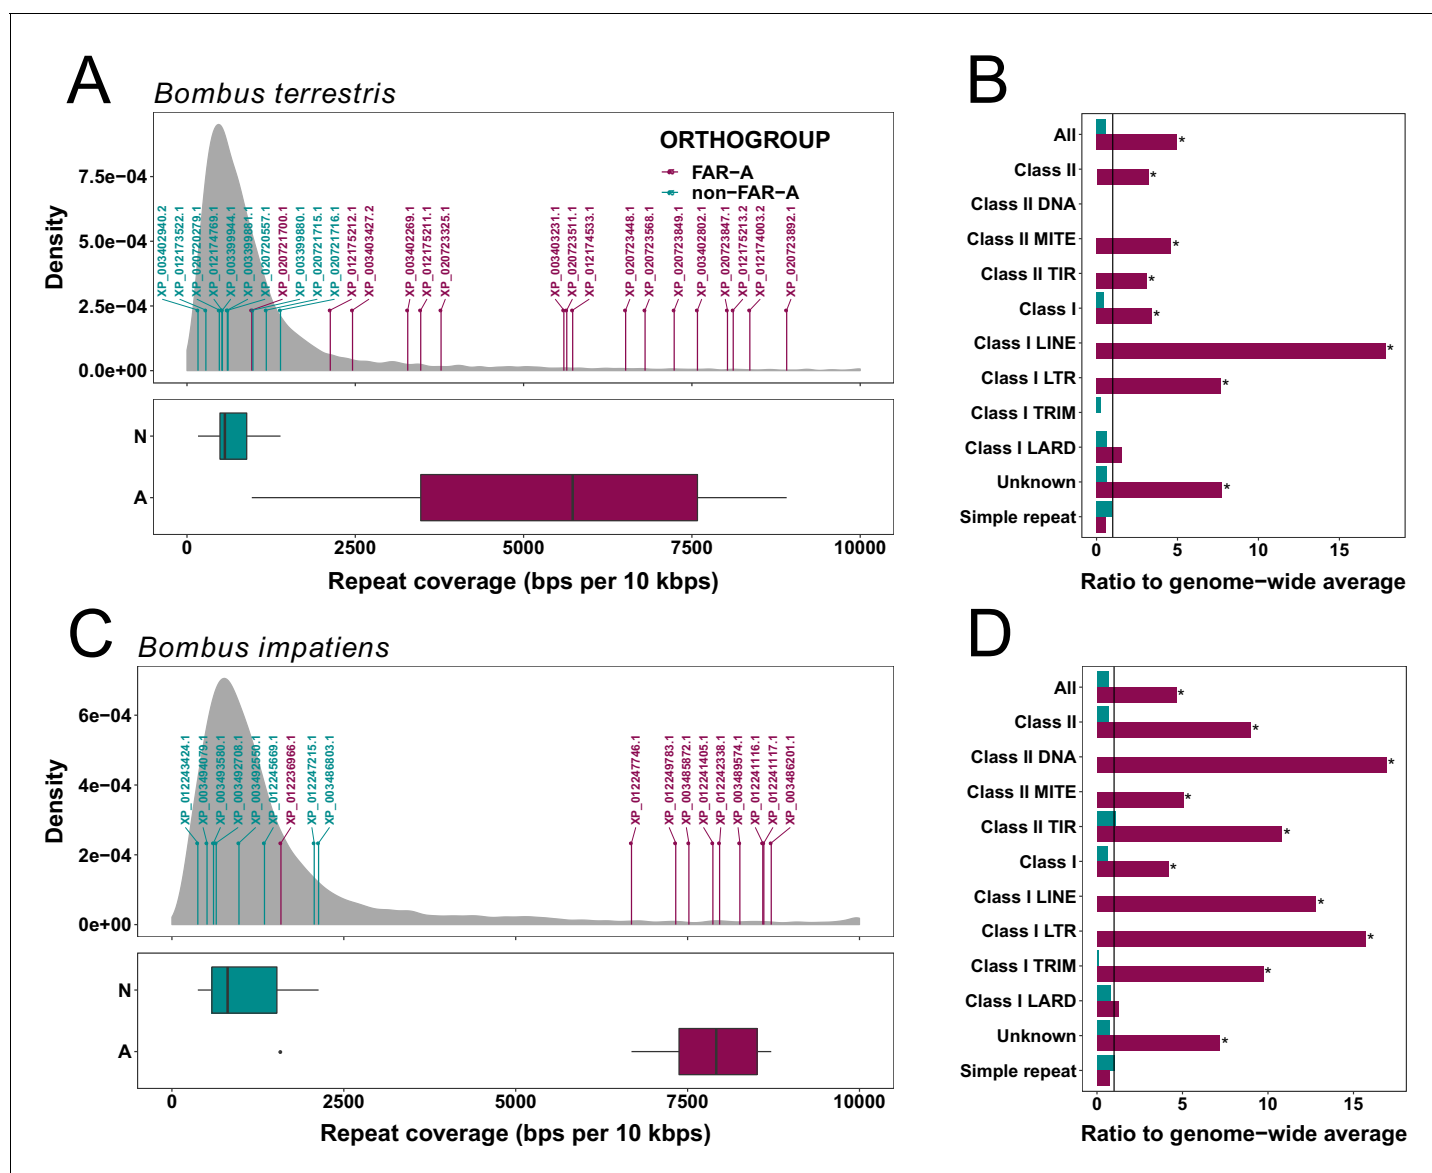 A
Bombus terrestris
ORTHOGROUP
FAR−A
non−FAR−A
Density
7.5e−04
5.0e−04
2.5e−04
0.0e+00
XP_003402940.2
XP_012173522.1
XP_020720279.1
XP_012174769.1
XP_003399944.1
XP_003399881.1
XP_020720557.1
XP_020721700.1
XP_003399880.1
XP_020721715.1
XP_020721716.1
XP_012175212.1
XP_003403427.2
XP_003402269.1
XP_012175211.1
XP_020723325.1
XP_003403231.1
XP_020723511.1
XP_012174533.1
XP_020723448.1
XP_020723568.1
XP_020723849.1
XP_003402802.1
XP_020723847.1
XP_012175213.2
XP_012174003.2
XP_020723892.1
N
A
0
2500
5000
7500
10000
Repeat coverage (bps per 10 kbps)
B
All
*
Class II
*
Class II DNA
Class II MITE
*
Class II TIR
*
Class I
*
Class I LINE
*
Class I LTR
*
Class I TRIM
Class I LARD
Unknown
*
Simple repeat
0
5
10
15
Ratio to genome−wide average
C
Bombus impatiens
Density
6e−04
4e−04
2e−04
0e+00
XP_012243424.1
XP_003494079.1
XP_003493580.1
XP_003492708.1
XP_003492550.1
XP_012245669.1
XP_012236966.1
XP_012247215.1
XP_003486803.1
XP_012247746.1
XP_012249783.1
XP_003485872.1
XP_012241405.1
XP_012242338.1
XP_003489574.1
XP_012241116.1
XP_012241117.1
XP_003486201.1
N
A
0
2500
5000
7500
10000
Repeat coverage (bps per 10 kbps)
D
All
*
Class II
*
Class II DNA
*
Class II MITE
*
Class II TIR
*
Class I
*
Class I LINE
*
Class I LTR
*
Class I TRIM
*
Class I LARD
Unknown
*
Simple repeat
0
5
10
15
Ratio to genome−wide average